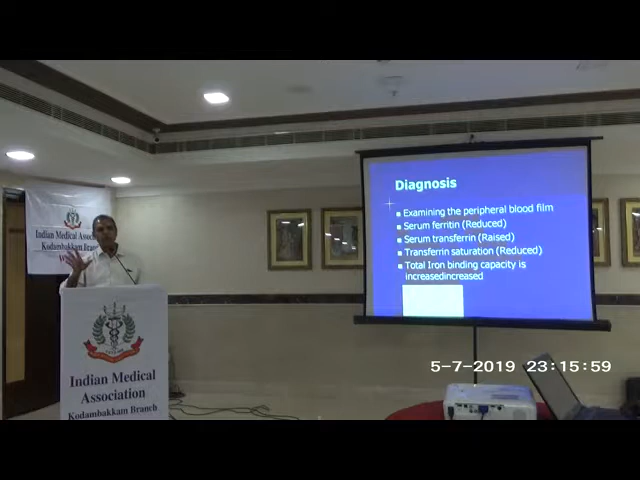 Indian Medical Assoc
Kodambakkam Branch
Diagnosis
Examining the peripheral blood film
Serum ferritin (Reduced)
Serum transferrin (Raised)
Transferrin saturation (Reduced)
Total Iron binding capacity is
increasedincreased
Indian Medical
Association
Kodambakkam Branch
5-7-2019 23:15:59